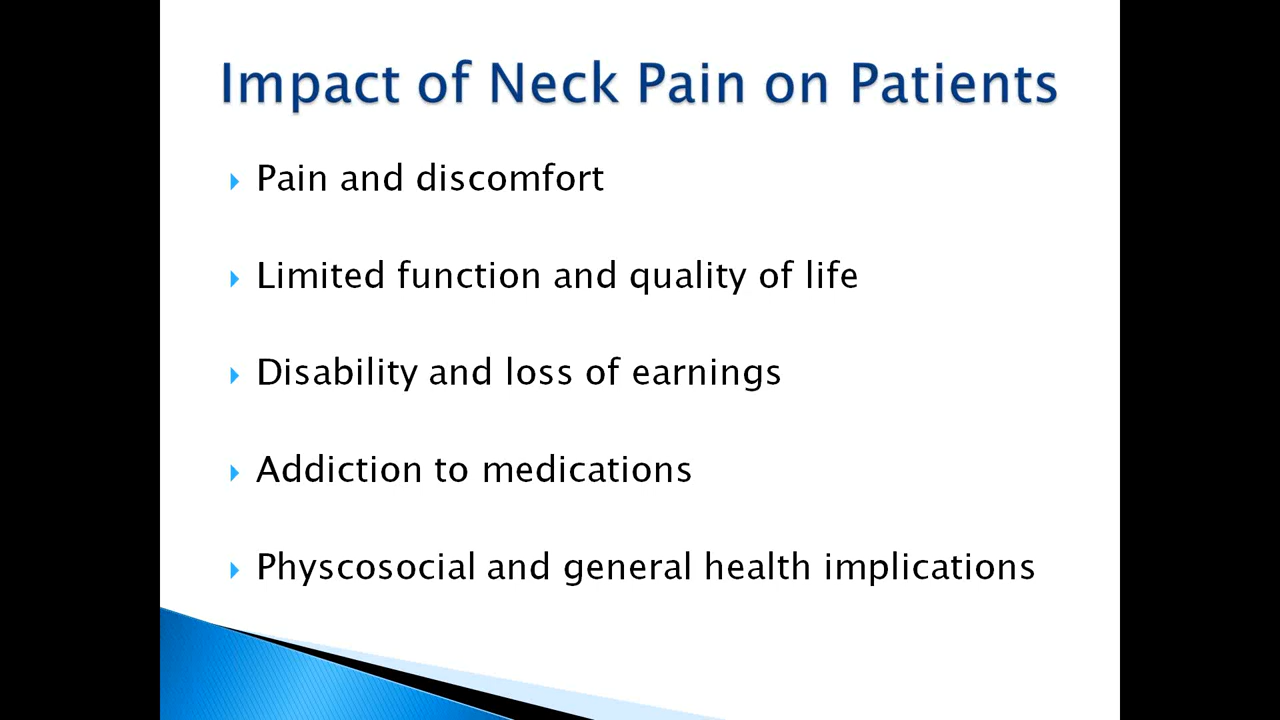 Impact of Neck Pain on Patients
Pain and discomfort
Limited function and quality of life
Disability and loss of earnings
Addiction to medications
Physcosocial and general health implications